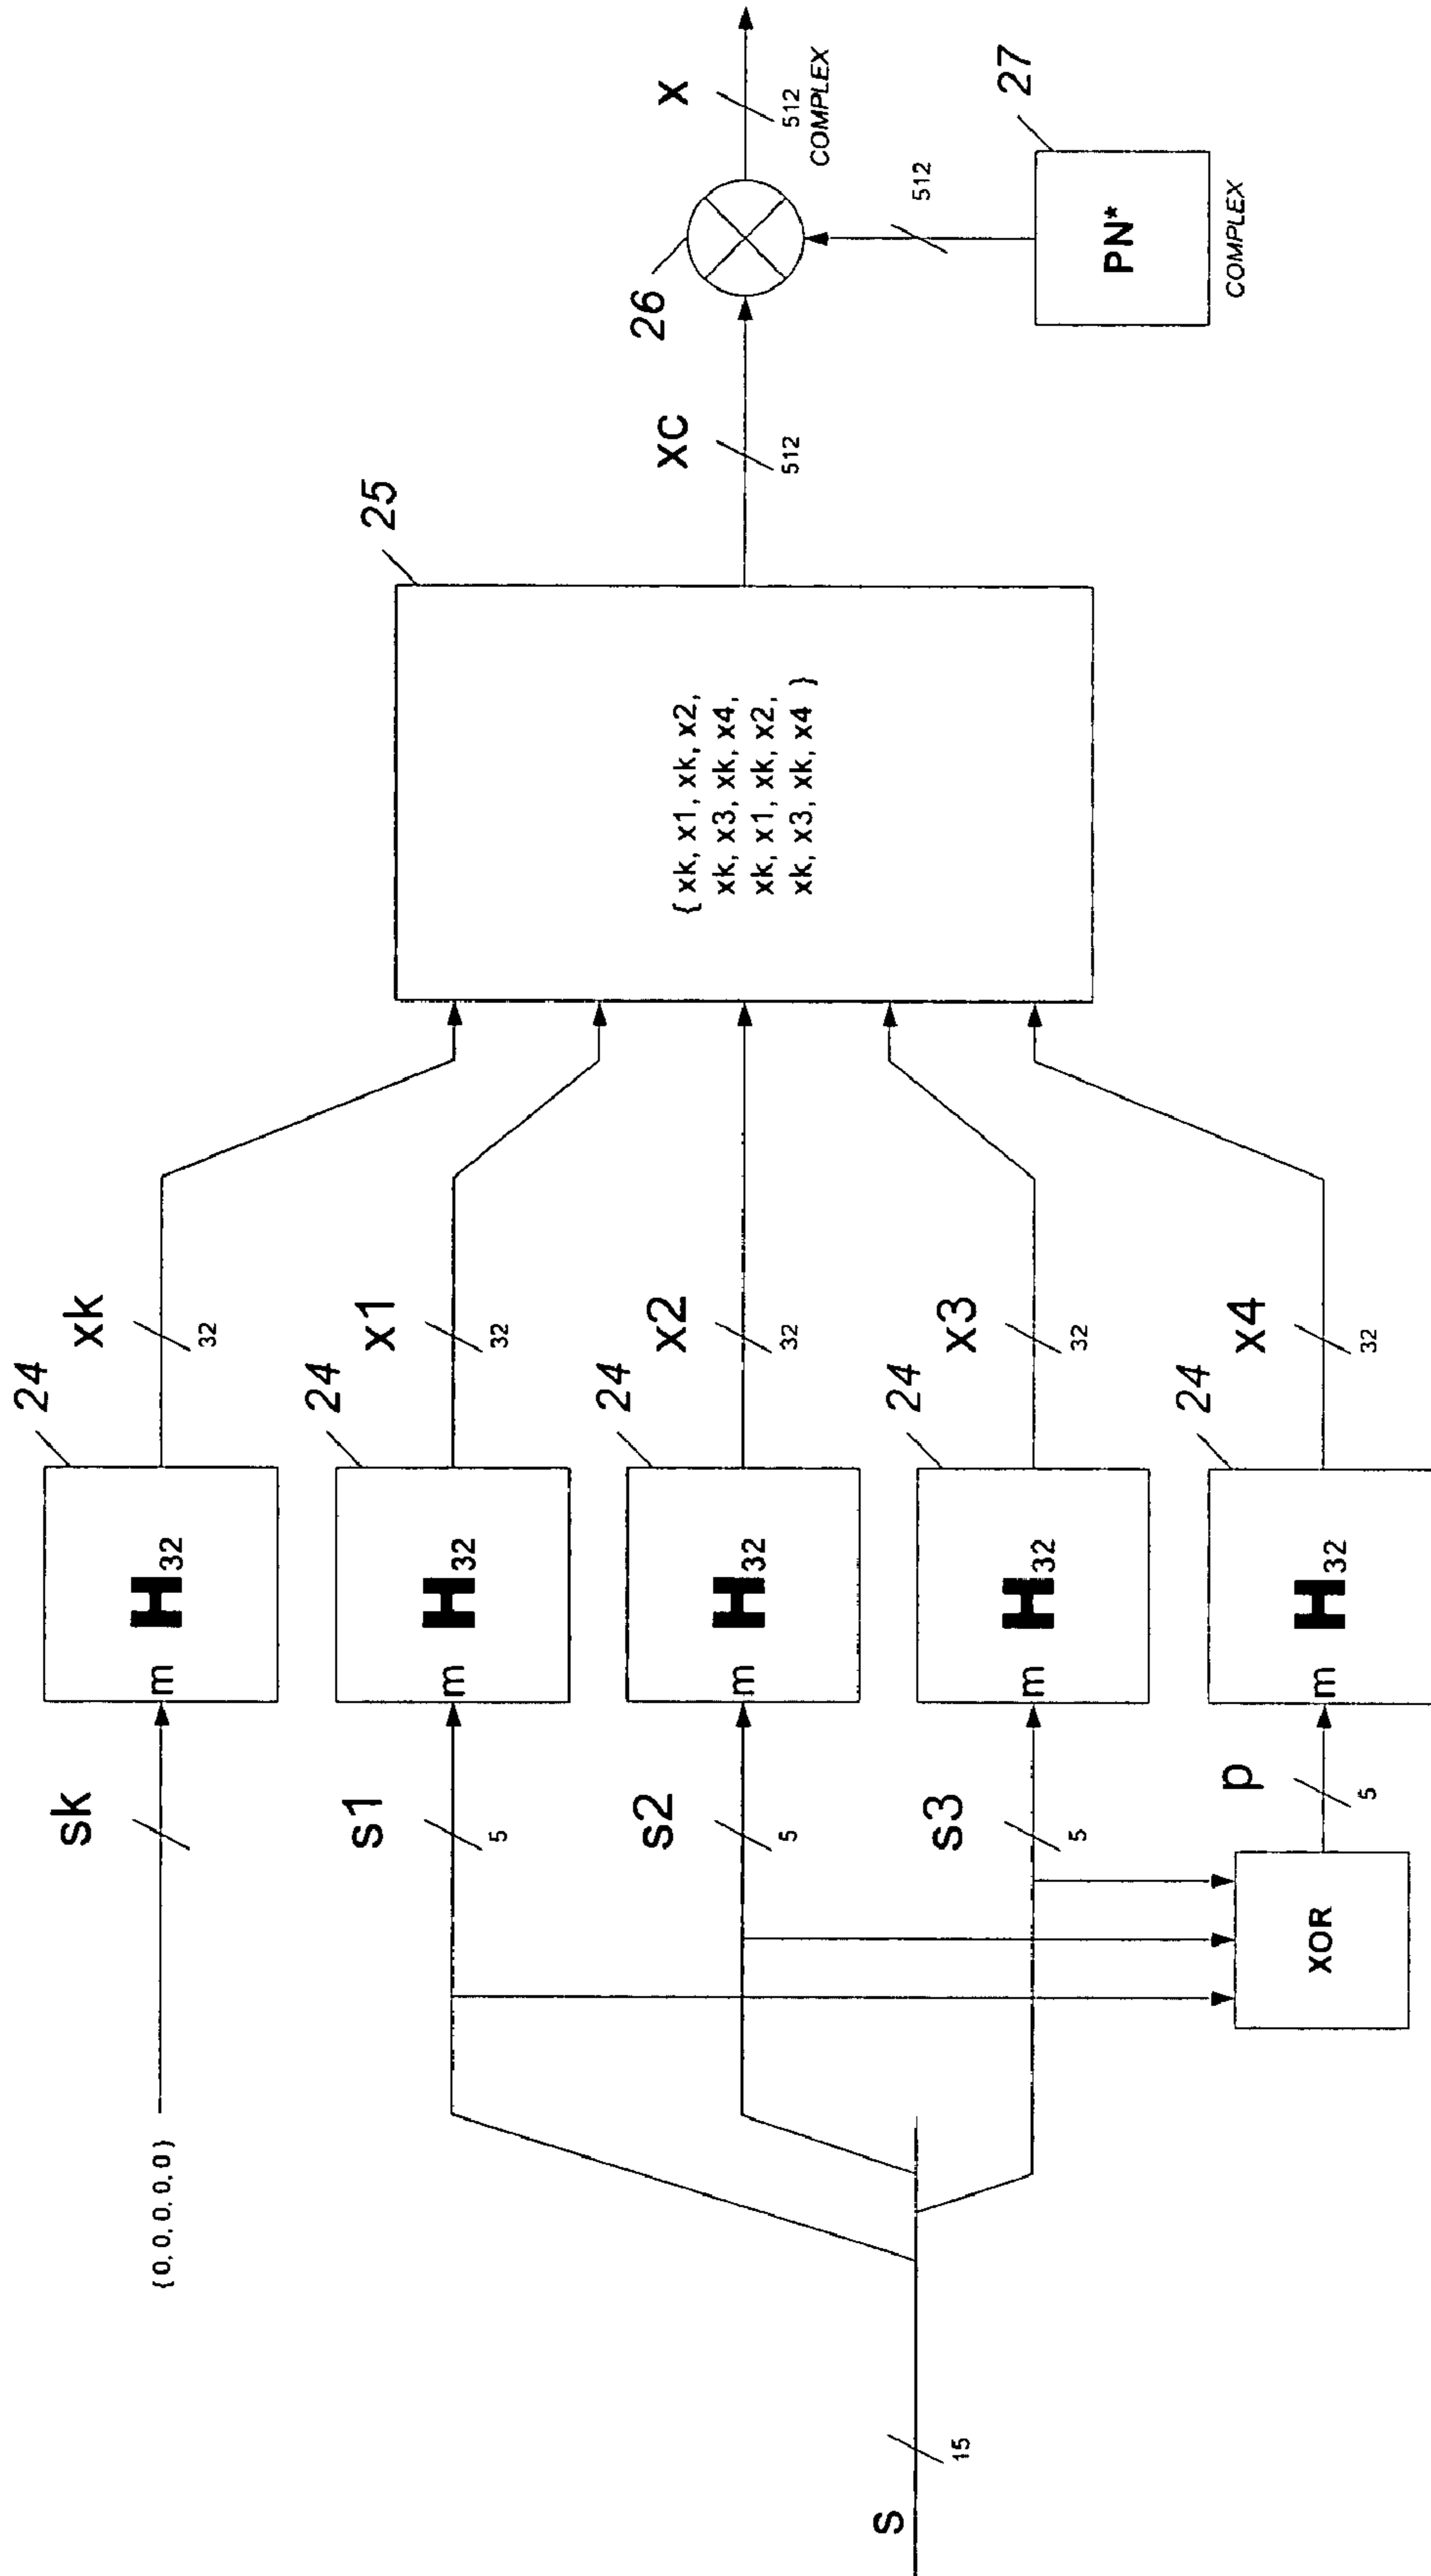 {0, 0, 0, 0, 0}
sk
m
H32
24
xk
32
s1
5
m
H32
24
x1
32
s2
5
m
H32
24
x2
32
s
15
s3
5
m
H32
24
x3
32
XOR
p
5
m
H32
24
x4
32
25
{ xk, x1, xk, x2,
xk, x3, xk, x4,
xk, x1, xk, x2,
xk, x3, xk, x4 }
xc
512
26
x
512
COMPLEX
512
27
PN*
COMPLEX